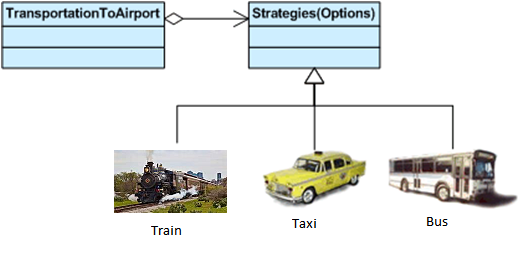 TransportationToAirport
Strategies(Options)
Train
Taxi
Bus